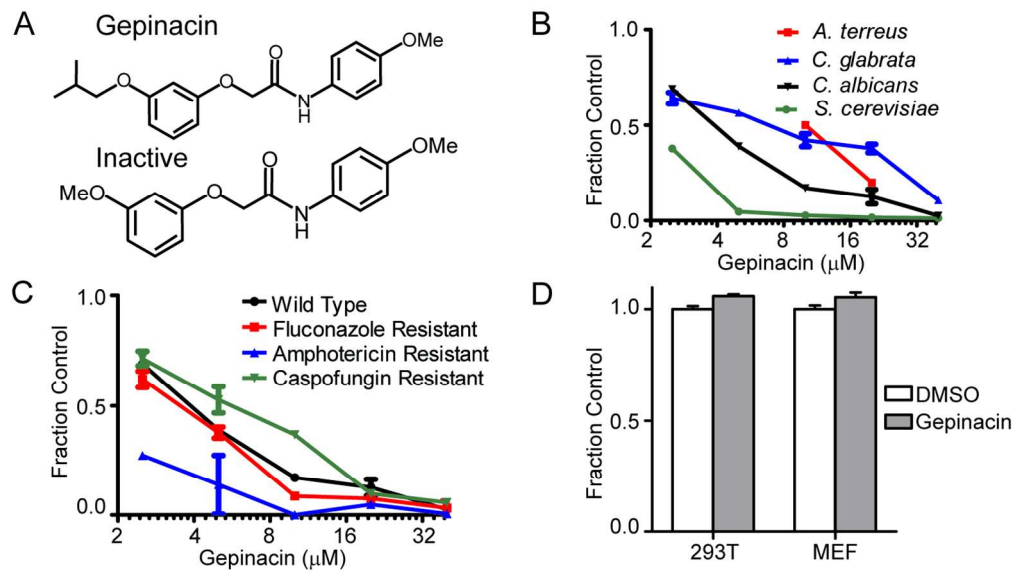 A
Gepinacin
O
O
O
N
H
OMe
Inactive
MeO
O
O
N
H
OMe
B
A. terreus
C. glabrata
C. albicans
S. cerevisiae
Fraction Control
1.0
0.5
0.0
2 4 8 16 32
Gepinacin (μM)
C
Wild Type
Fluconazole Resistant
Amphotericin Resistant
Caspofungin Resistant
Fraction Control
1.0
0.5
0.0
2 4 8 16 32
Gepinacin (μM)
D
DMSO
Gepinacin
Fraction Control
1.0
0.5
0.0
293T MEF